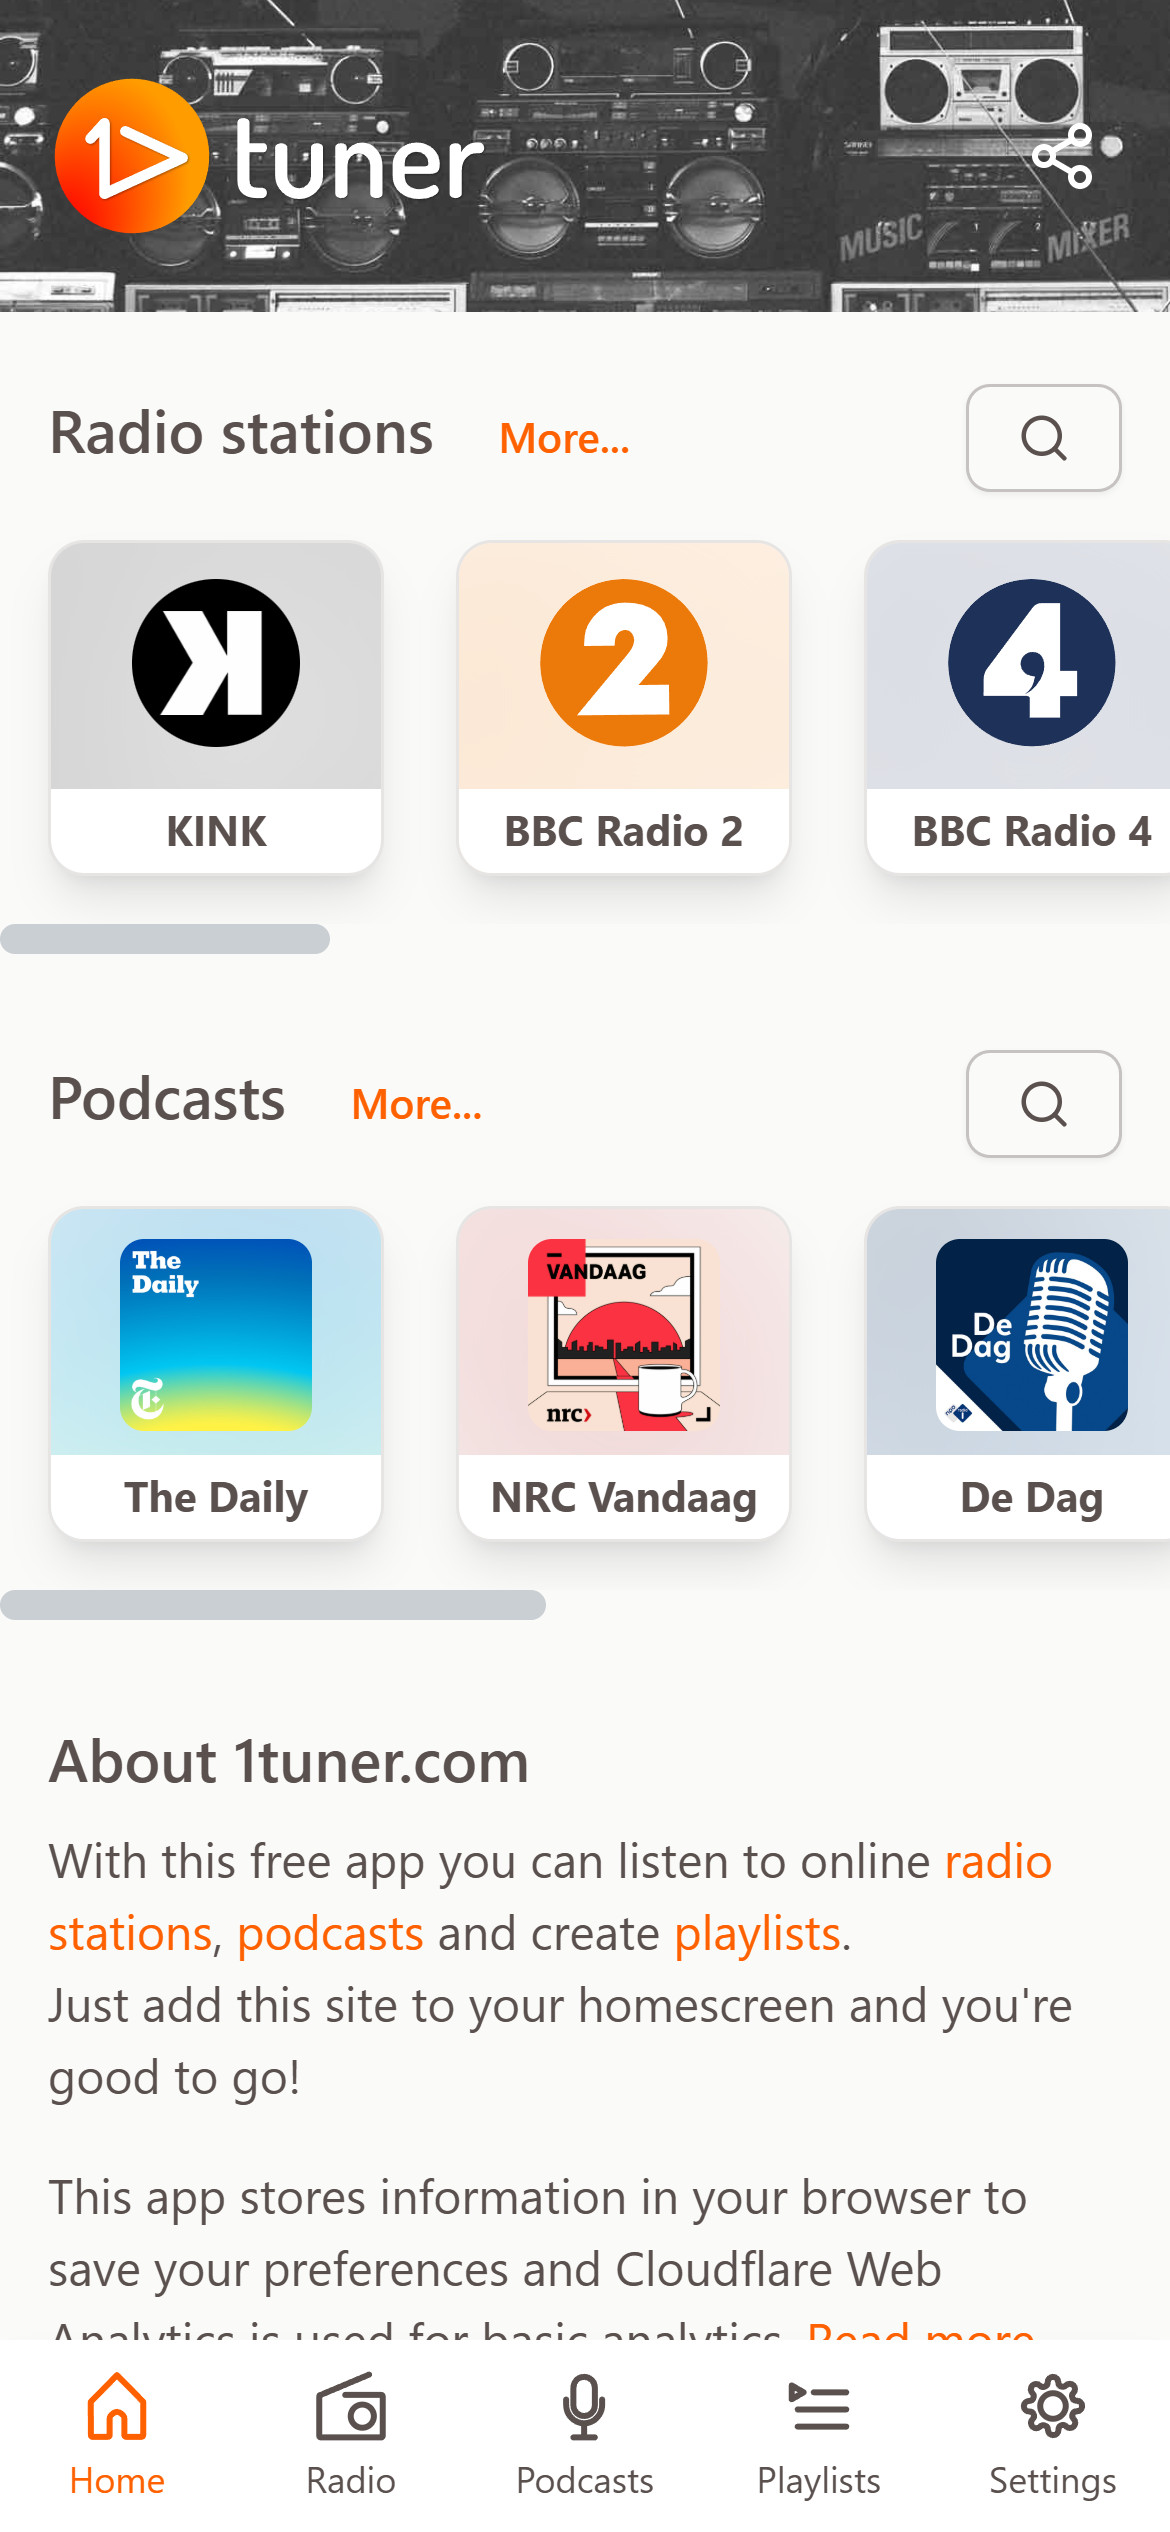 tuner
SANKEI
MUSIC
MIXER
Radio stations
More...
KINK
BBC Radio 2
BBC Radio 4
Podcasts
More...
The
Daily
VANDAAG
nrc
De
Dag
The Daily
NRC Vandaag
De Dag
About 1tuner.com
With this free app you can listen to online radio
stations, podcasts and create playlists.
Just add this site to your homescreen and you're
good to go!
This app stores information in your browser to
save your preferences and Cloudflare Web
Analytics is used for basic analytics. Read more
Home
Radio
Podcasts
Playlists
Settings